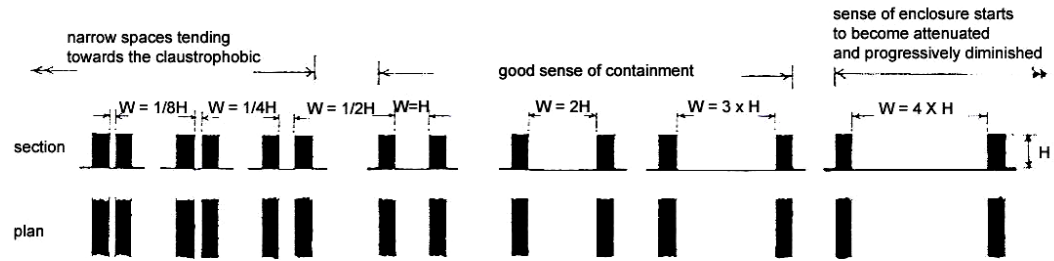 narrow spaces tending
towards the claustrophobic
good sense of containment
sense of enclosure starts
to become attenuated
and progressively diminished
W = 1/8H
W = 1/4H
W = 1/2H
W=H
W = 2H
W = 3 x H
W = 4 X H
section
H
plan